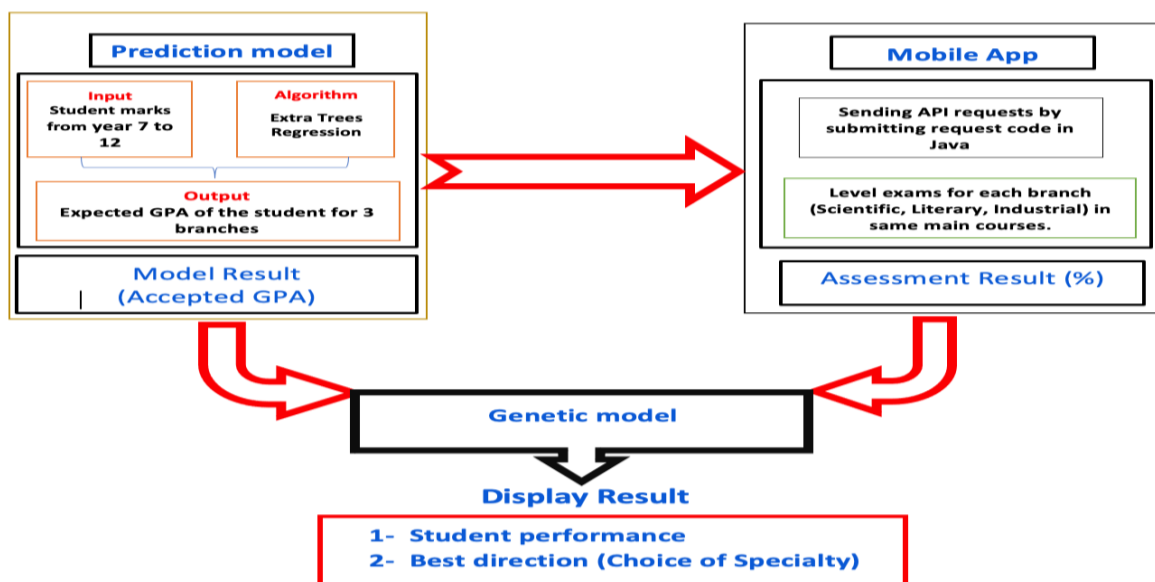 Prediction model
Input
Student marks
from year 7 to
12
Algorithm
Extra Trees
Regression
Output
Expected GPA of the student for 3
branches
Model Result
(Accepted GPA)
Mobile App
Sending API requests by
submitting request code in
Java
Level exams for each branch
(Scientific, Literary, Industrial) in
same main courses.
Assessment Result (%)
Genetic model
Display Result
1- Student performance
2- Best direction (Choice of Specialty)